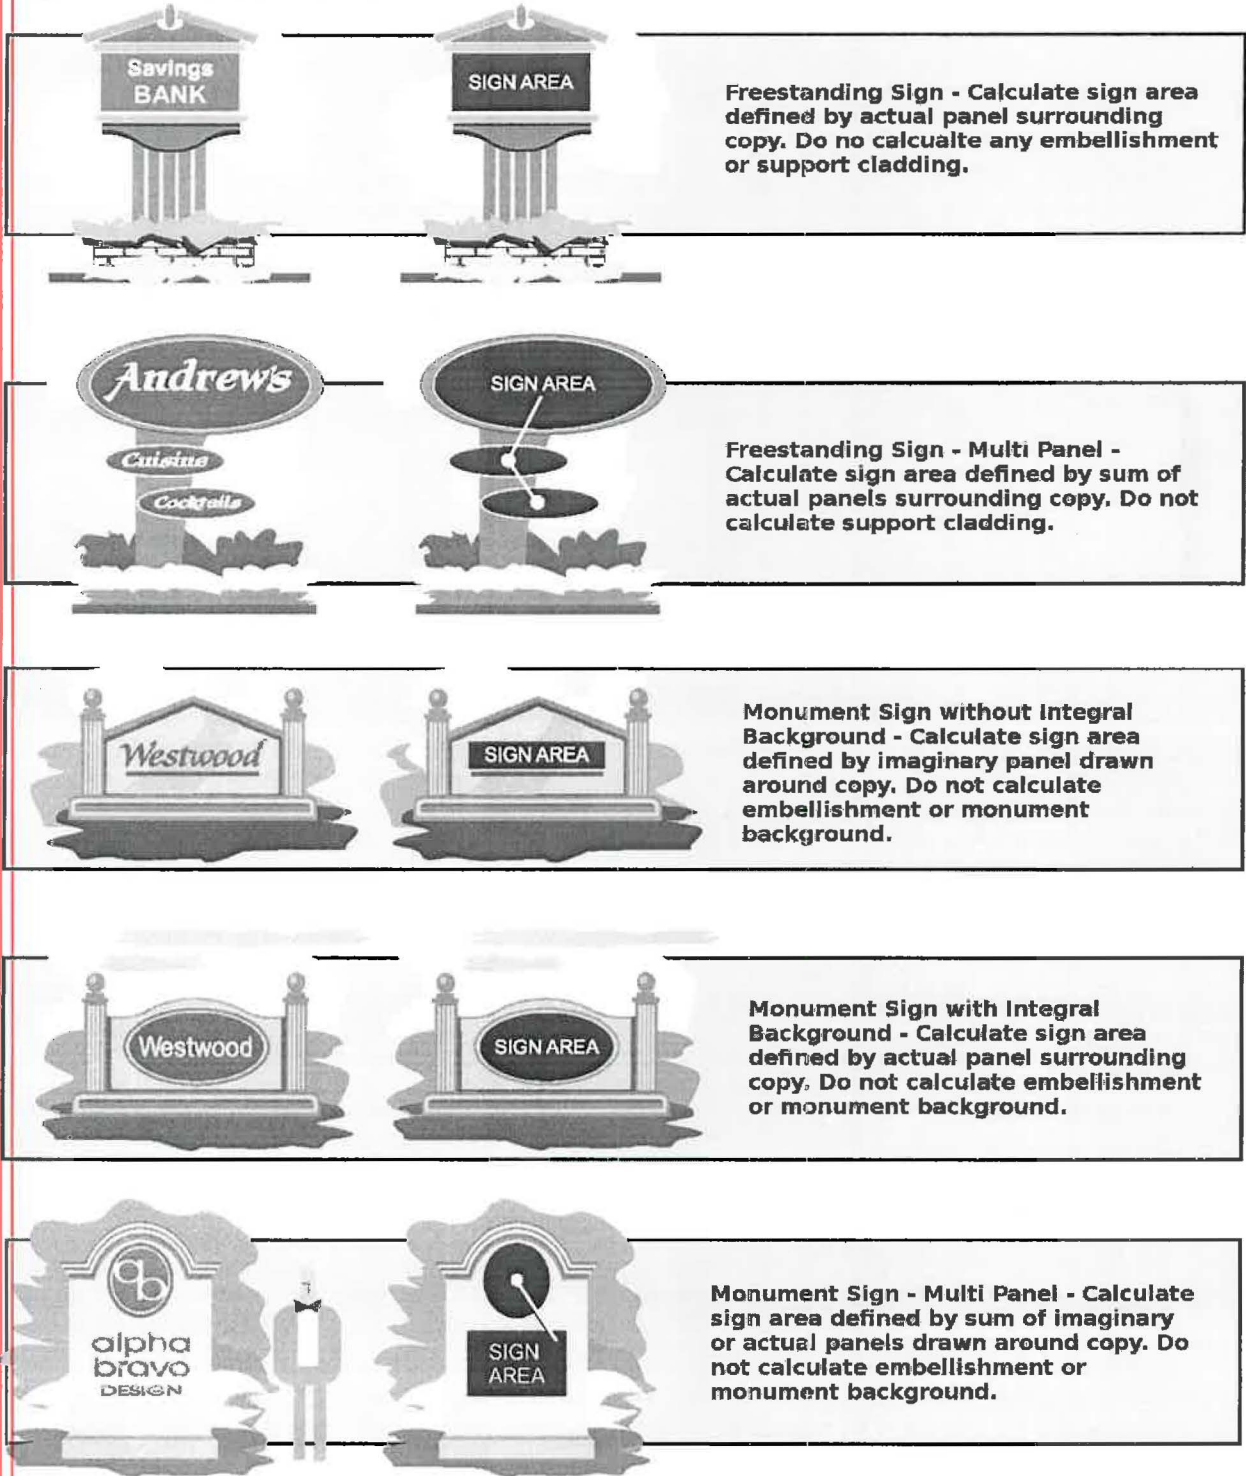 Savings
BANK
SIGN AREA
Freestanding Sign - Calculate sign area
defined by actual panel surrounding
copy. Do no calcualte any embellishment
or support cladding.
Andrew's
Cuisine
Cocktails
SIGN AREA
Freestanding Sign - Multi Panel -
Calculate sign area defined by sum of
actual panels surrounding copy. Do not
calculate support cladding.
Westwood
SIGN AREA
Monument Sign without Integral
Background - Calculate sign area
defined by imaginary panel drawn
around copy. Do not calculate
embellishment or monument
background.
Westwood
SIGN AREA
Monument Sign with Integral
Background - Calculate sign area
defined by actual panel surrounding
copy. Do not calculate embellishment
or monument background.
ab
alpha
bravo
DESIGN
SIGN
AREA
Monument Sign - Multi Panel - Calculate
sign area defined by sum of imaginary
or actual panels drawn around copy. Do
not calculate embellishment or
monument background.